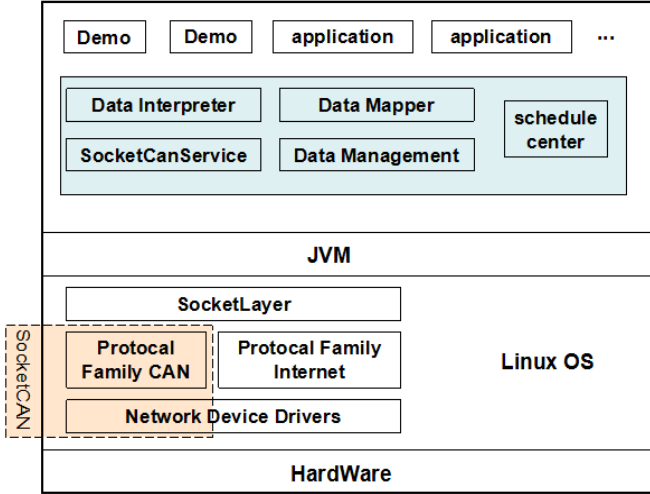 Demo
Demo
application
application
...
Data Interpreter
Data Mapper
schedule
center
SocketCanService
Data Management
JVM
SocketLayer
SocketCAN
Protocal
Family CAN
Protocal Family
Internet
Linux OS
Network Device Drivers
HardWare